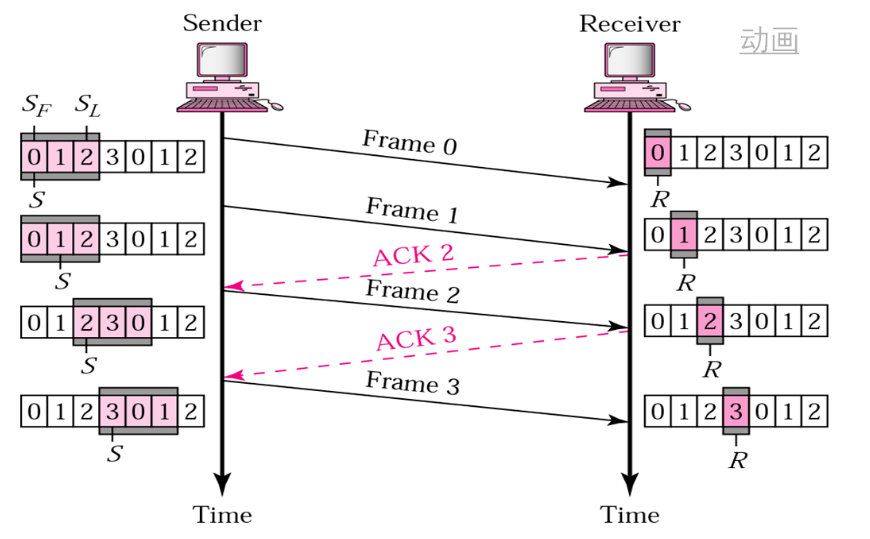 Sender
Receiver
动画
S_F S_L
Frame 0
0 1 2 3 0 1 2
0 1 2 3 0 1 2
S
R
Frame 1
0 1 2 3 0 1 2
0 1 2 3 0 1 2
ACK 2
S
R
Frame 2
0 1 2 3 0 1 2
0 1 2 3 0 1 2
ACK 3
S
R
Frame 3
0 1 2 3 0 1 2
0 1 2 3 0 1 2
S
R
Time
Time